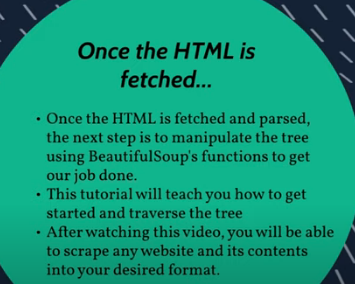 Once the HTML is
fetched...
• Once the HTML is fetched and parsed,
the next step is to manipulate the tree
using BeautifulSoup's functions to get
our job done.
• This tutorial will teach you how to get
started and traverse the tree
• After watching this video, you will be able
to scrape any website and its contents
into your desired format.